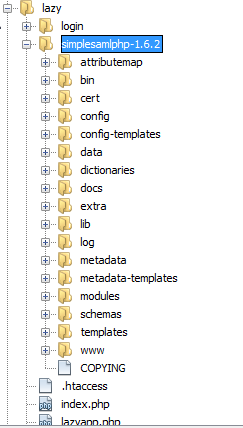 lazy
login
simplesamlphp-1.6.2
attributemap
bin
cert
config
config-templates
data
dictionaries
docs
extra
lib
log
metadata
metadata-templates
modules
schemas
templates
www
COPYING
.htaccess
index.php
lazyapp.php